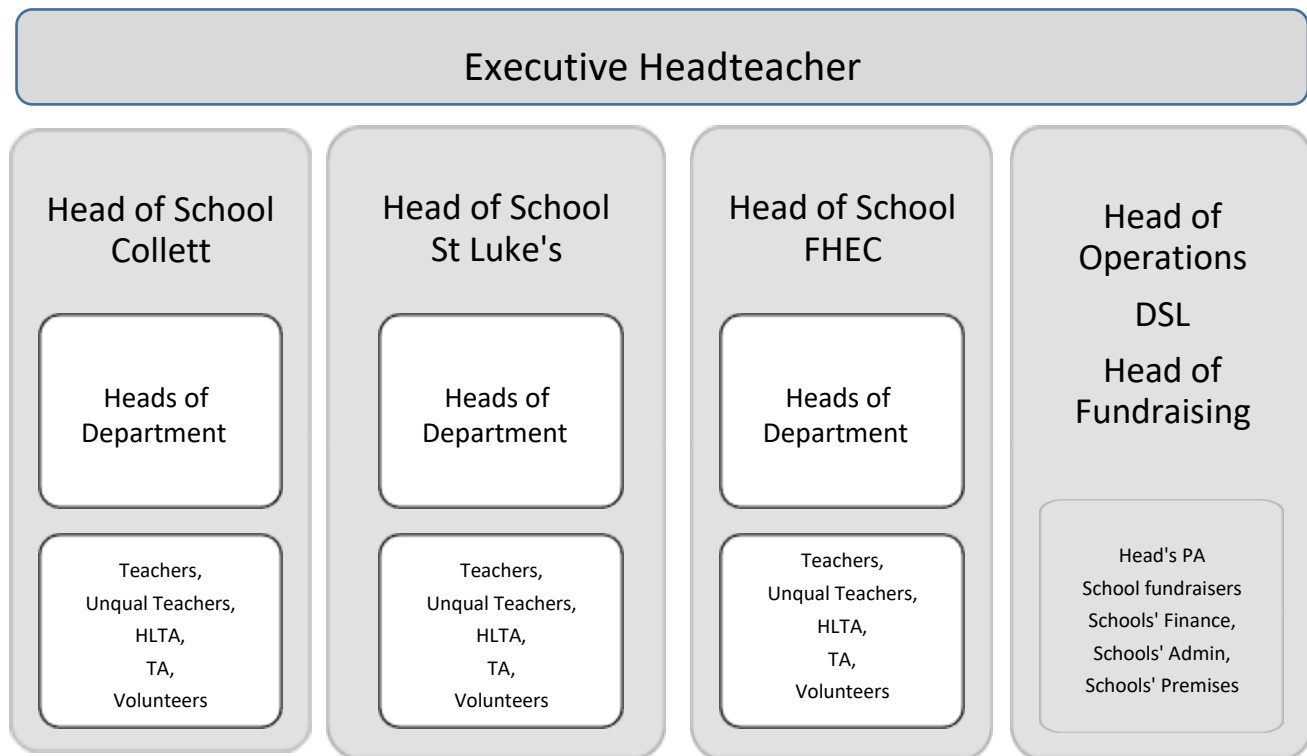 Executive Headteacher
Head of School
Collett
Heads of
Department
Teachers,
Unqual Teachers,
HLTA,
TA,
Volunteers
Head of School
St Luke's
Heads of
Department
Teachers,
Unqual Teachers,
HLTA,
TA,
Volunteers
Head of School
FHEC
Heads of
Department
Teachers,
Unqual Teachers,
HLTA,
TA,
Volunteers
Head of
Operations
DSL
Head of
Fundraising
Head's PA
School fundraisers
Schools' Finance,
Schools' Admin,
Schools' Premises